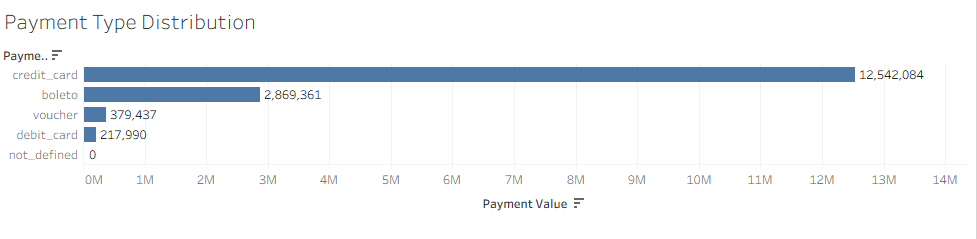 Payment Type Distribution
Payme..
credit_card 12,542,084
boleto 2,869,361
voucher 379,437
debit_card 217,990
not_defined 0
0M 1M 2M 3M 4M 5M 6M 7M 8M 9M 10M 11M 12M 13M 14M
Payment Value